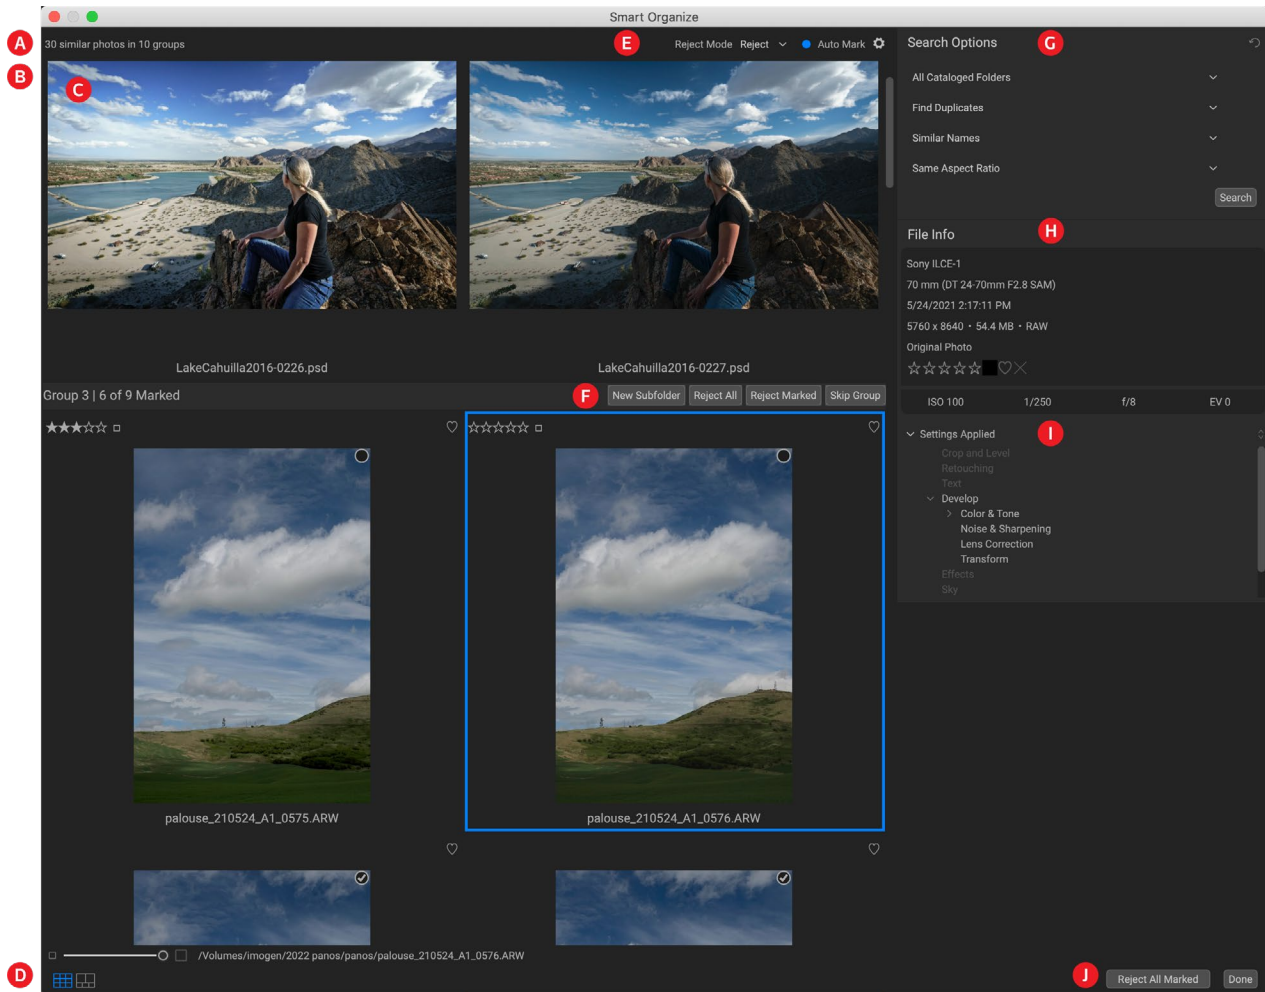 Smart Organize
A
30 similar photos in 10 groups
E
Reject Mode Reject
Auto Mark
B
C
LakeCahuilla2016-0226.psd
LakeCahuilla2016-0227.psd
Group 3 | 6 of 9 Marked
F
New Subfolder
Reject All
Reject Marked
Skip Group
palouse_210524_A1_0575.ARW
palouse_210524_A1_0576.ARW
/Volumes/imogen/2022 panos/panos/palouse_210524_A1_0576.ARW
D
Search Options
G
All Cataloged Folders
Find Duplicates
Similar Names
Same Aspect Ratio
Search
File Info
H
Sony ILCE-1
70 mm (DT 24-70mm F2.8 SAM)
5/24/2021 2:17:11 PM
5760 x 8640 • 54.4 MB • RAW
Original Photo
ISO 100 1/250 f/8 EV 0
Settings Applied
I
Crop and Level
Retouching
Text
Develop
Color & Tone
Noise & Sharpening
Lens Correction
Transform
Effects
Sky
J
Reject All Marked
Done